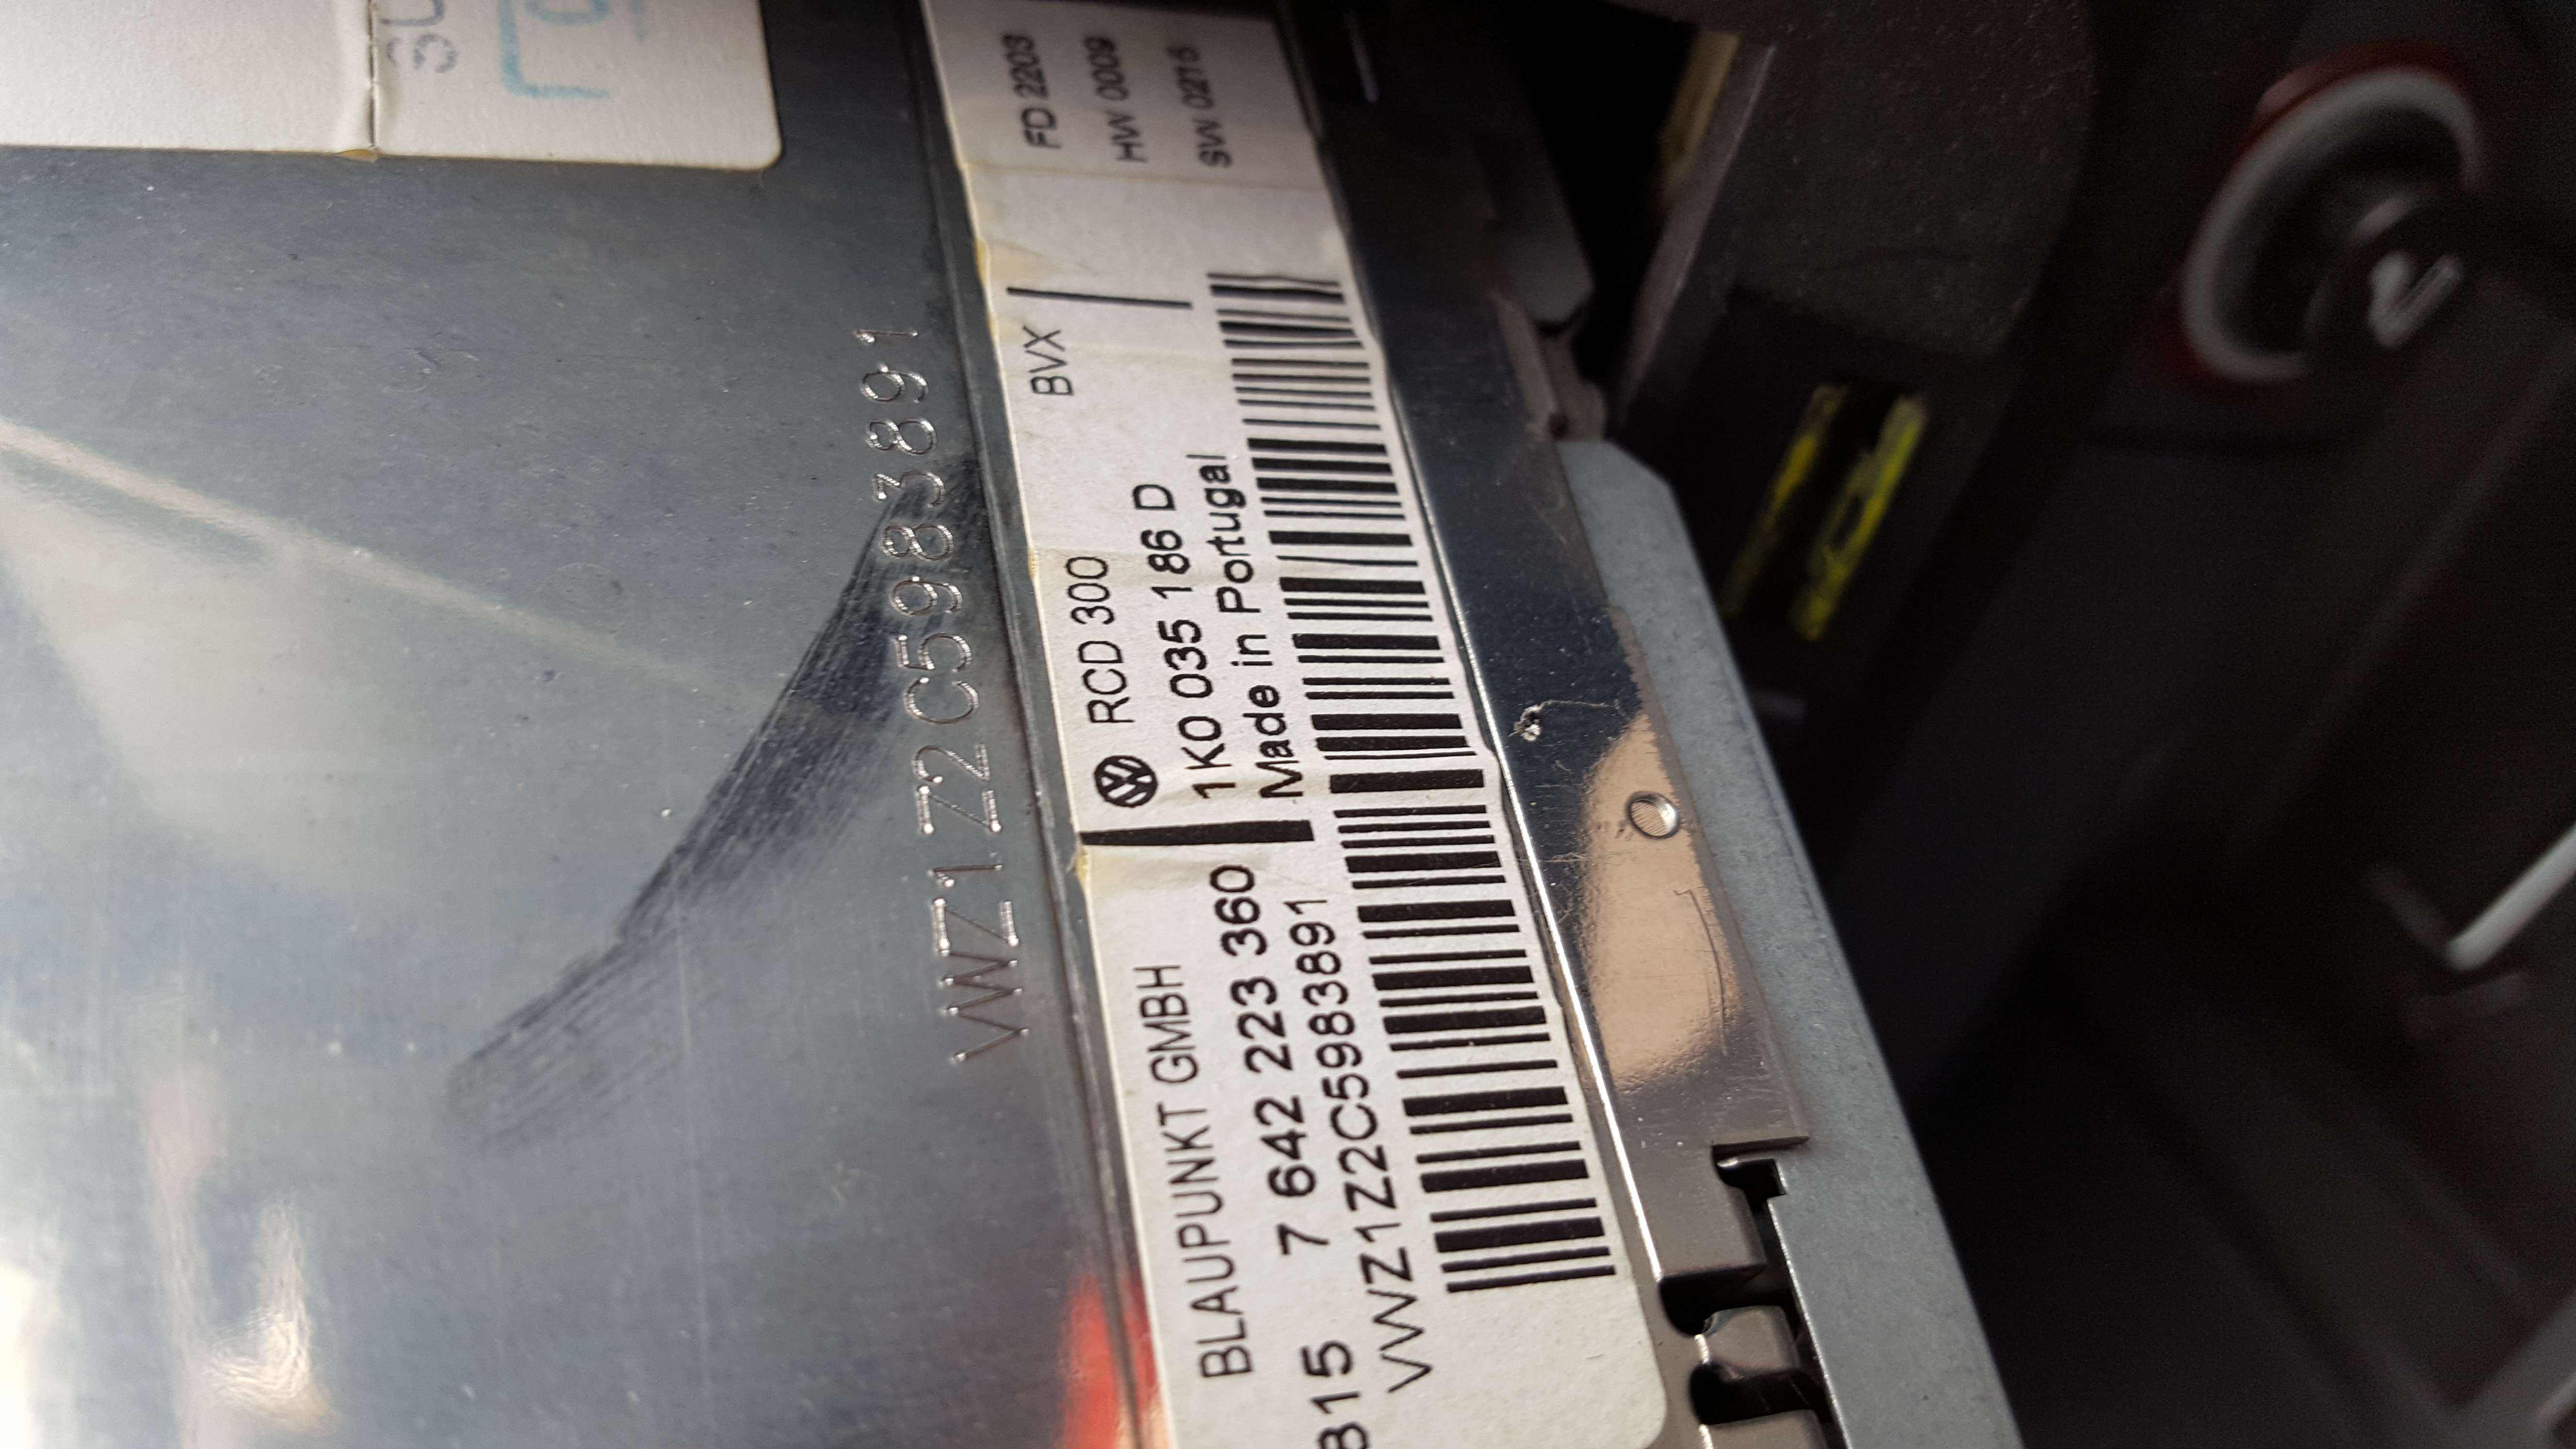 VWZ1Z2C5983891
BLAUPUNKT GMBH
7 642 223 360
B15
VWZ1Z2C5983891
RCD 300
1K0 035 186 D
Made in Portugal
BVX
FD 2203
HW 0009
SW 0215